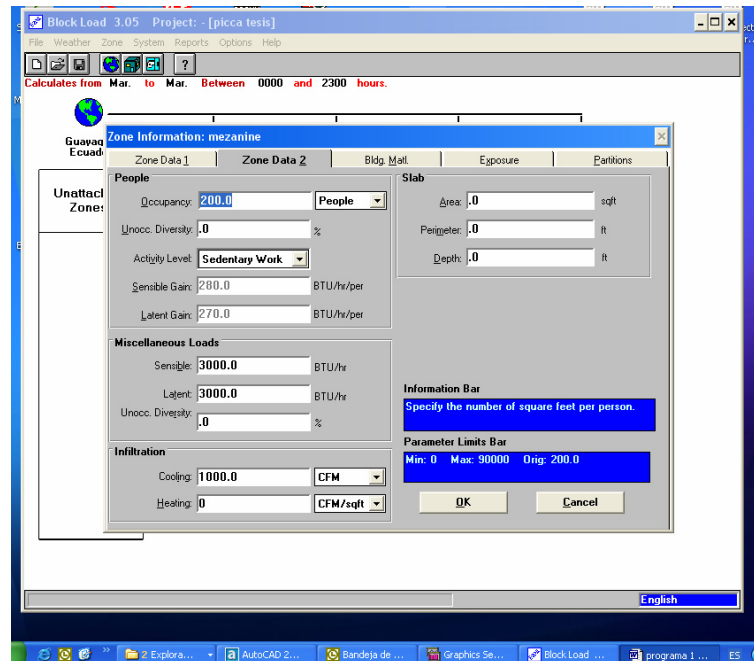 Block Load 3.05 Project: - [picca tesis]
File Weather Zone System Reports Options Help
Calculates from Mar. to Mar. Between 0000 and 2300 hours.
Guayaq
Ecuad
Unattacl
Zone
Zone Information: mezanine
Zone Data 1 Zone Data 2 Bldg. Matl. Exposure Partitions
People
Occupancy: 200.0 People
Unocc. Diversity: .0 %
Activity Level: Sedentary Work
Sensible Gain: 280.0 BTU/hr/per
Latent Gain: 270.0 BTU/hr/per
Slab
Area: .0 sqft
Perimeter: .0 ft
Depth: .0 ft
Miscellaneous Loads
Sensible: 3000.0 BTU/hr
Latent: 3000.0 BTU/hr
Unocc. Diversity: .0 %
Infiltration
Cooling: 1000.0 CFM
Heating: 0 CFM/sqft
Information Bar
Specify the number of square feet per person.
Parameter Limits Bar
Min: 0 Max: 90000 Orig: 200.0
OK Cancel
English
2 Explora... AutoCAD 2... Bandeja de ... Graphics Se... Block Load ... programa 1 ... ES